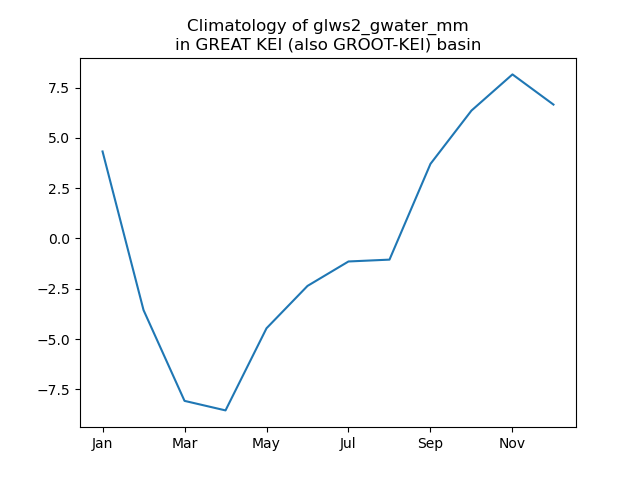 Climatology of glws2_gwater_mm
in GREAT KEI (also GROOT-KEI) basin
7.5
5.0
2.5
0.0
−2.5
−5.0
−7.5
Jan Mar May Jul Sep Nov